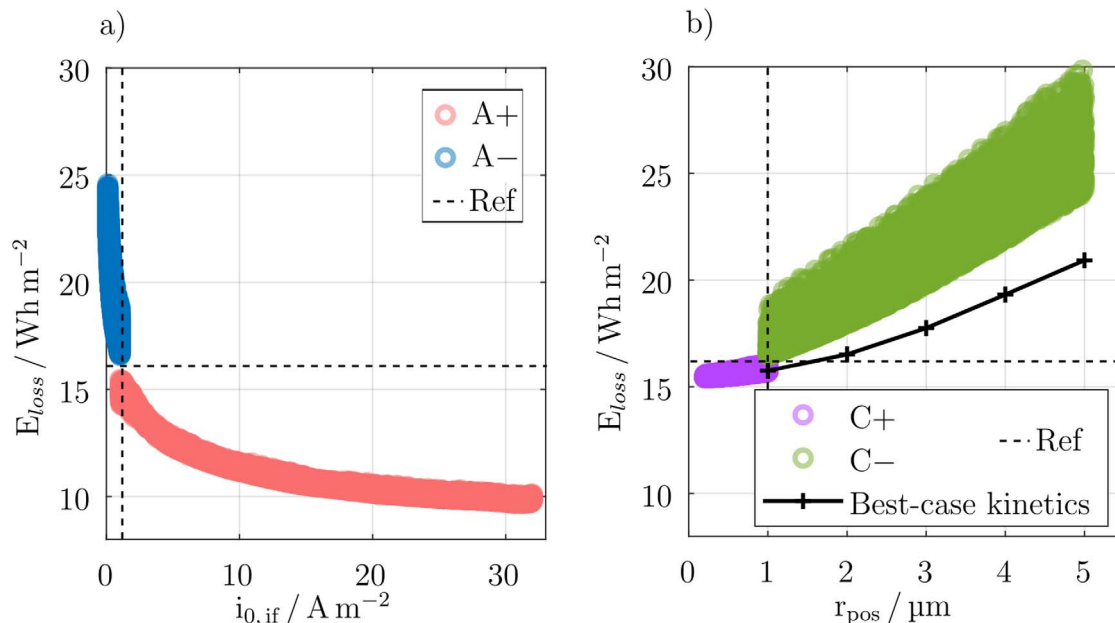 a)
30
25
20
15
10
E_loss / Wh m⁻²
A+
A−
Ref
0 10 20 30
i_0, if / A m⁻²
b)
30
25
20
15
10
E_loss / Wh m⁻²
C+
C−
Ref
Best-case kinetics
0 1 2 3 4 5
r_pos / µm